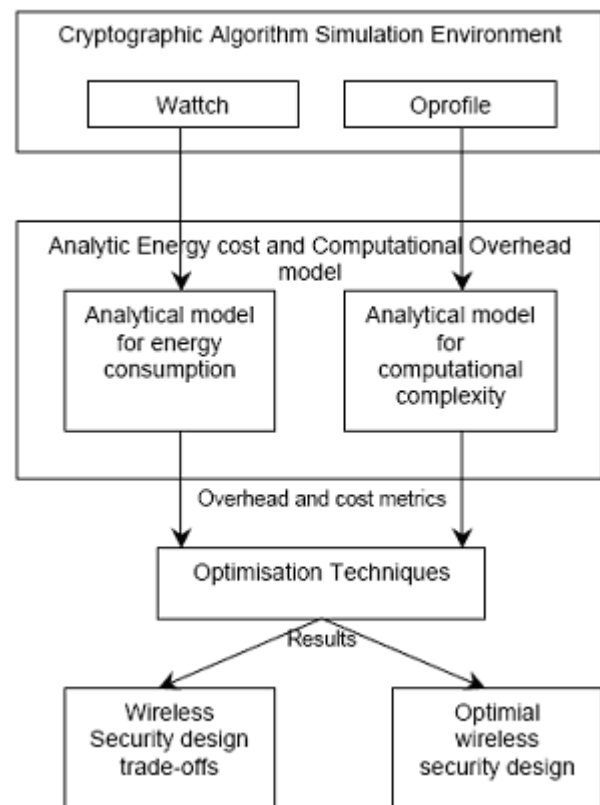 Cryptographic Algorithm Simulation Environment
Wattch
Oprofile
Analytic Energy cost and Computational Overhead
model
Analytical model
for energy
consumption
Analytical model
for
computational
complexity
Overhead and cost metrics
Optimisation Techniques
Results
Wireless
Security design
trade-offs
Optimial
wireless
security design